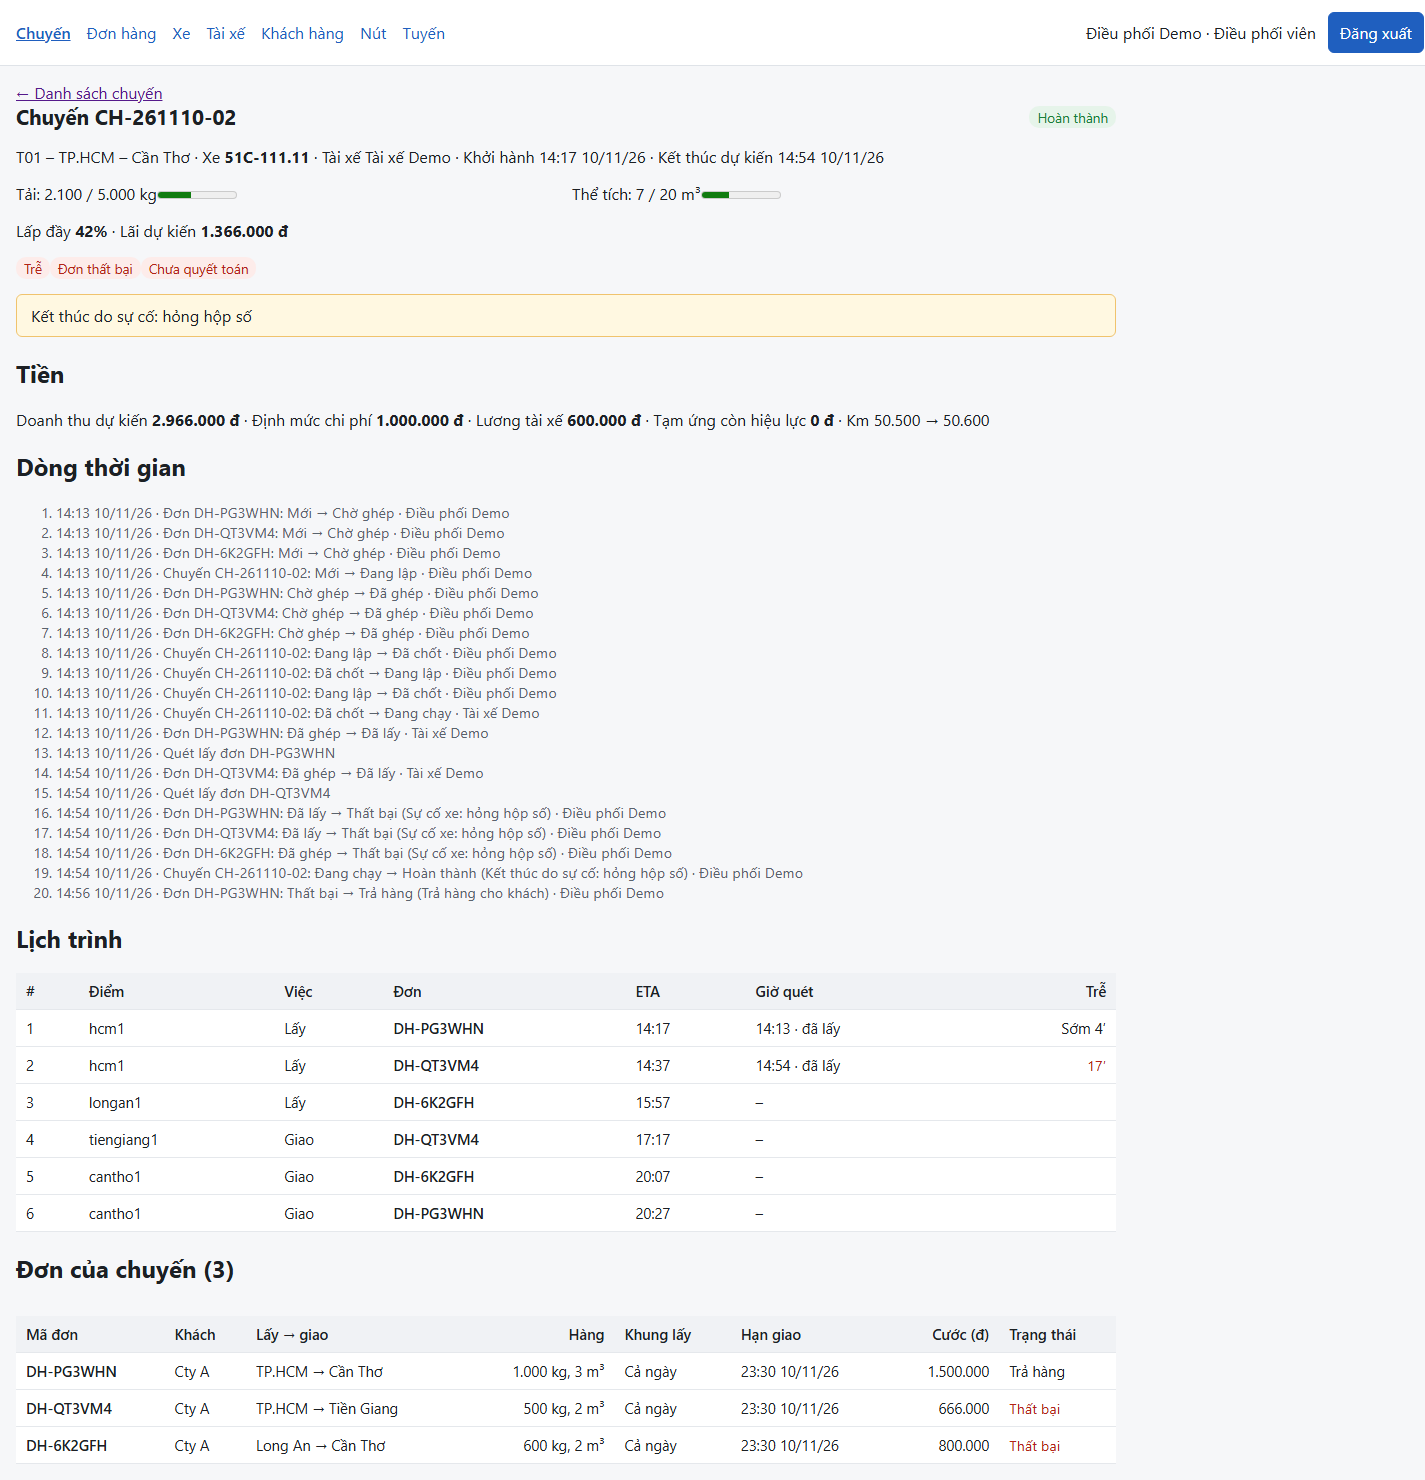 Chuyến Đơn hàng Xe Tài xế Khách hàng Nút Tuyến Điều phối Demo · Điều phối viên Đăng xuất
← Danh sách chuyến
Chuyến CH-261110-02 Hoàn thành
T01 – TP.HCM – Cần Thơ · Xe 51C-111.11 · Tài xế Tài xế Demo · Khởi hành 14:17 10/11/26 · Kết thúc dự kiến 14:54 10/11/26
Tải: 2.100 / 5.000 kg Thể tích: 7 / 20 m³
Lấp đầy 42% · Lãi dự kiến 1.366.000 đ
Trễ Đơn thất bại Chưa quyết toán
Kết thúc do sự cố: hỏng hộp số
Tiền
Doanh thu dự kiến 2.966.000 đ · Định mức chi phí 1.000.000 đ · Lương tài xế 600.000 đ · Tạm ứng còn hiệu lực 0 đ · Km 50.500 → 50.600
Dòng thời gian
1. 14:13 10/11/26 · Đơn DH-PG3WHN: Mới → Chờ ghép · Điều phối Demo
2. 14:13 10/11/26 · Đơn DH-QT3VM4: Mới → Chờ ghép · Điều phối Demo
3. 14:13 10/11/26 · Đơn DH-6K2GFH: Mới → Chờ ghép · Điều phối Demo
4. 14:13 10/11/26 · Chuyến CH-261110-02: Mới → Đang lập · Điều phối Demo
5. 14:13 10/11/26 · Đơn DH-PG3WHN: Chờ ghép → Đã ghép · Điều phối Demo
6. 14:13 10/11/26 · Đơn DH-QT3VM4: Chờ ghép → Đã ghép · Điều phối Demo
7. 14:13 10/11/26 · Đơn DH-6K2GFH: Chờ ghép → Đã ghép · Điều phối Demo
8. 14:13 10/11/26 · Chuyến CH-261110-02: Đang lập → Đã chốt · Điều phối Demo
9. 14:13 10/11/26 · Chuyến CH-261110-02: Đã chốt → Đang lập · Điều phối Demo
10. 14:13 10/11/26 · Chuyến CH-261110-02: Đang lập → Đã chốt · Điều phối Demo
11. 14:13 10/11/26 · Chuyến CH-261110-02: Đã chốt → Đang chạy · Tài xế Demo
12. 14:13 10/11/26 · Đơn DH-PG3WHN: Đã ghép → Đã lấy · Tài xế Demo
13. 14:13 10/11/26 · Quét lấy đơn DH-PG3WHN
14. 14:54 10/11/26 · Đơn DH-QT3VM4: Đã ghép → Đã lấy · Tài xế Demo
15. 14:54 10/11/26 · Quét lấy đơn DH-QT3VM4
16. 14:54 10/11/26 · Đơn DH-PG3WHN: Đã lấy → Thất bại (Sự cố xe: hỏng hộp số) · Điều phối Demo
17. 14:54 10/11/26 · Đơn DH-QT3VM4: Đã lấy → Thất bại (Sự cố xe: hỏng hộp số) · Điều phối Demo
18. 14:54 10/11/26 · Đơn DH-6K2GFH: Đã ghép → Thất bại (Sự cố xe: hỏng hộp số) · Điều phối Demo
19. 14:54 10/11/26 · Chuyến CH-261110-02: Đang chạy → Hoàn thành (Kết thúc do sự cố: hỏng hộp số) · Điều phối Demo
20. 14:56 10/11/26 · Đơn DH-PG3WHN: Thất bại → Trả hàng (Trả hàng cho khách) · Điều phối Demo
Lịch trình
# Điểm Việc Đơn ETA Giờ quét Trễ
1 hcm1 Lấy DH-PG3WHN 14:17 14:13 · đã lấy Sớm 4′
2 hcm1 Lấy DH-QT3VM4 14:37 14:54 · đã lấy 17′
3 longan1 Lấy DH-6K2GFH 15:57 –
4 tiengiang1 Giao DH-QT3VM4 17:17 –
5 cantho1 Giao DH-6K2GFH 20:07 –
6 cantho1 Giao DH-PG3WHN 20:27 –
Đơn của chuyến (3)
Mã đơn Khách Lấy → giao Hàng Khung lấy Hạn giao Cước (đ) Trạng thái
DH-PG3WHN Cty A TP.HCM → Cần Thơ 1.000 kg, 3 m³ Cả ngày 23:30 10/11/26 1.500.000 Trả hàng
DH-QT3VM4 Cty A TP.HCM → Tiền Giang 500 kg, 2 m³ Cả ngày 23:30 10/11/26 666.000 Thất bại
DH-6K2GFH Cty A Long An → Cần Thơ 600 kg, 2 m³ Cả ngày 23:30 10/11/26 800.000 Thất bại